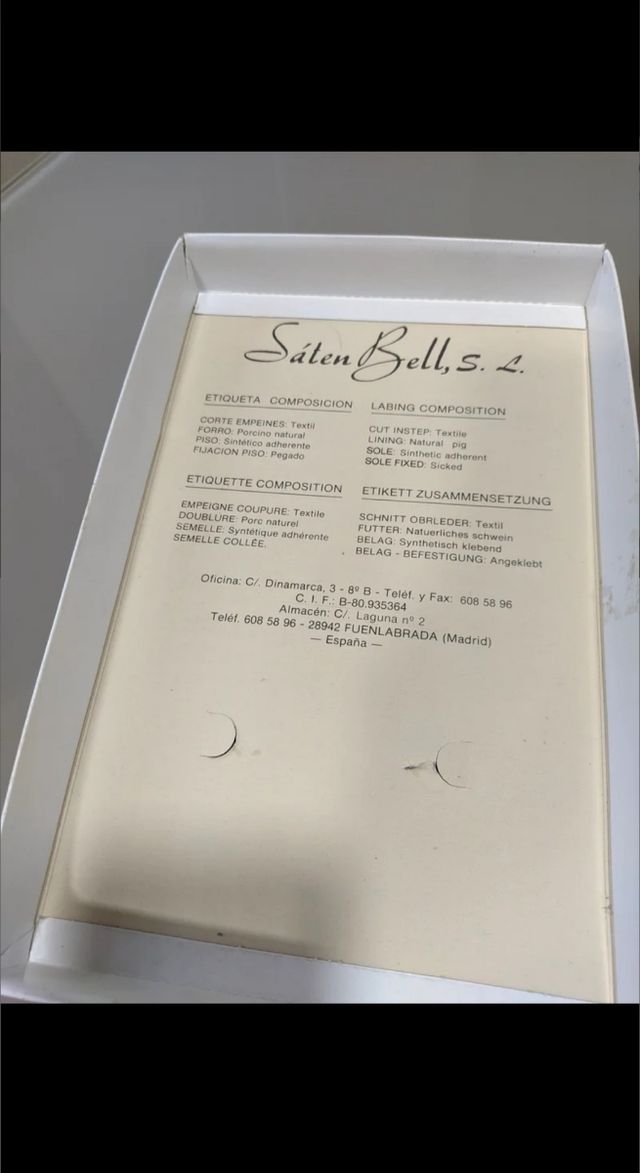 Sáten Bell, S. L.
ETIQUETA COMPOSICION
CORTE EMPEINES: Textil
FORRO: Porcino natural
PISO: Sintético adherente
FIJACION PISO: Pegado
LABING COMPOSITION
CUT INSTEP: Textile
LINING: Natural pig
SOLE: Sinthetic adherent
SOLE FIXED: Sicked
ETIQUETTE COMPOSITION
EMPEIGNE COUPURE: Textile
DOUBLURE: Porc naturel
SEMELLE: Syntétique adhérente
SEMELLE COLLÉE.
ETIKETT ZUSAMMENSETZUNG
SCHNITT OBRLEDER: Textil
FUTTER: Natuerliches schwein
BELAG: Synthetisch klebend
BELAG - BEFESTIGUNG: Angeklebt
Oficina: C/. Dinamarca, 3 - 8º B - Teléf. y Fax: 608 58 96
C. I. F.: B-80.935364
Almacén: C/. Laguna nº 2
Teléf. 608 58 96 - 28942 FUENLABRADA (Madrid)
— España —